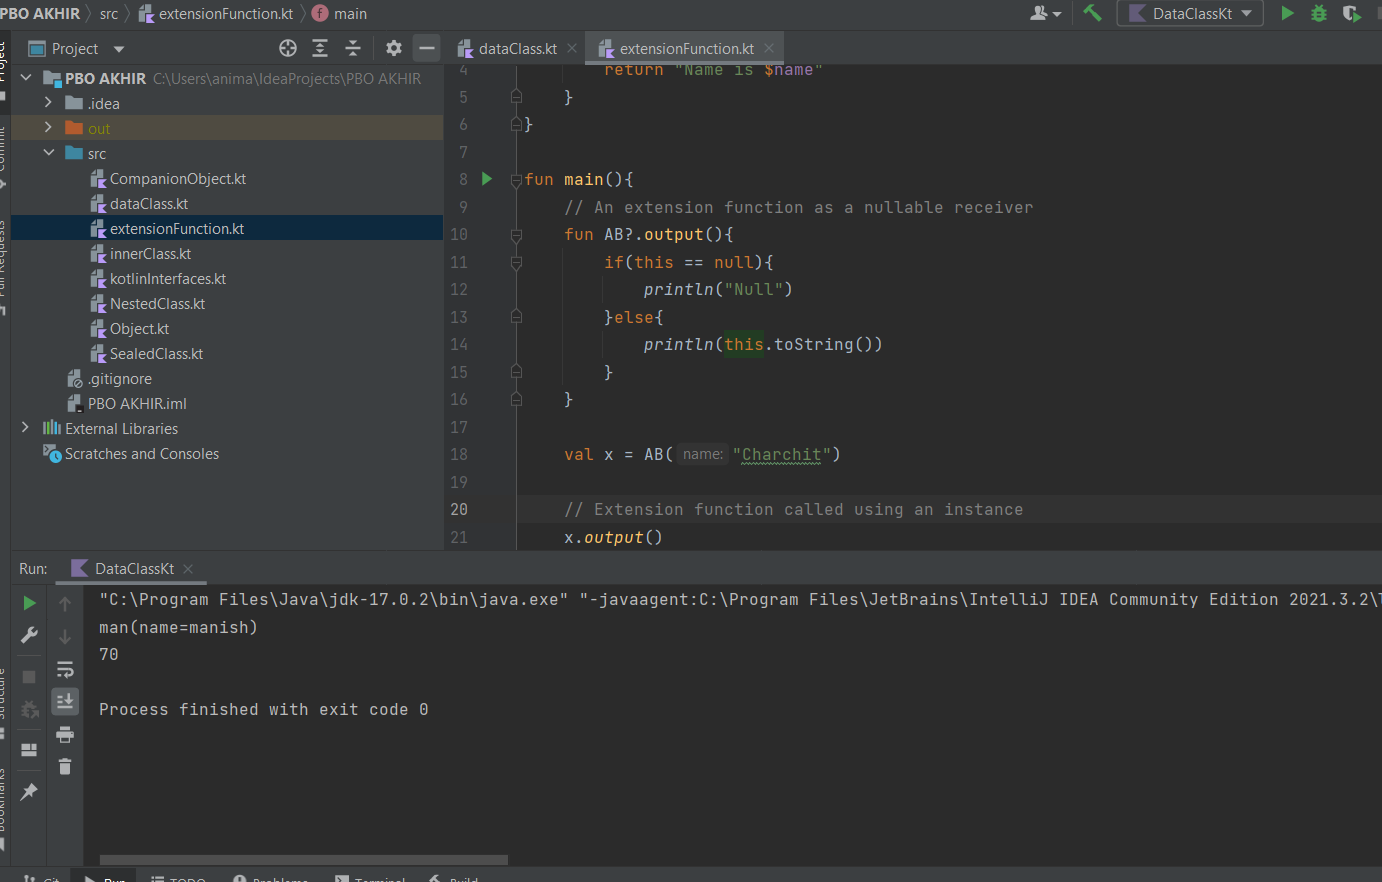 PBO AKHIR src extensionFunction.kt main
DataClassKt
Project
dataClass.kt
extensionFunction.kt
PBO AKHIR C:\Users\anima\IdeaProjects\PBO AKHIR
.idea
out
src
CompanionObject.kt
dataClass.kt
extensionFunction.kt
innerClass.kt
kotlinInterfaces.kt
NestedClass.kt
Object.kt
SealedClass.kt
.gitignore
PBO AKHIR.iml
External Libraries
Scratches and Consoles
4 return "Name is $name"
5 }
6 }
7
8 fun main(){
9 // An extension function as a nullable receiver
10 fun AB?.output(){
11 if(this == null){
12 println("Null")
13 }else{
14 println(this.toString())
15 }
16 }
17
18 val x = AB( name: "Charchit")
19
20 // Extension function called using an instance
21 x.output()
Run: DataClassKt
"C:\Program Files\Java\jdk-17.0.2\bin\java.exe" "-javaagent:C:\Program Files\JetBrains\IntelliJ IDEA Community Edition 2021.3.2\
man(name=manish)
70
Process finished with exit code 0
Project
Commit
Pull Requests
Structure
Bookmarks
Git Run TODO Problems Terminal Build